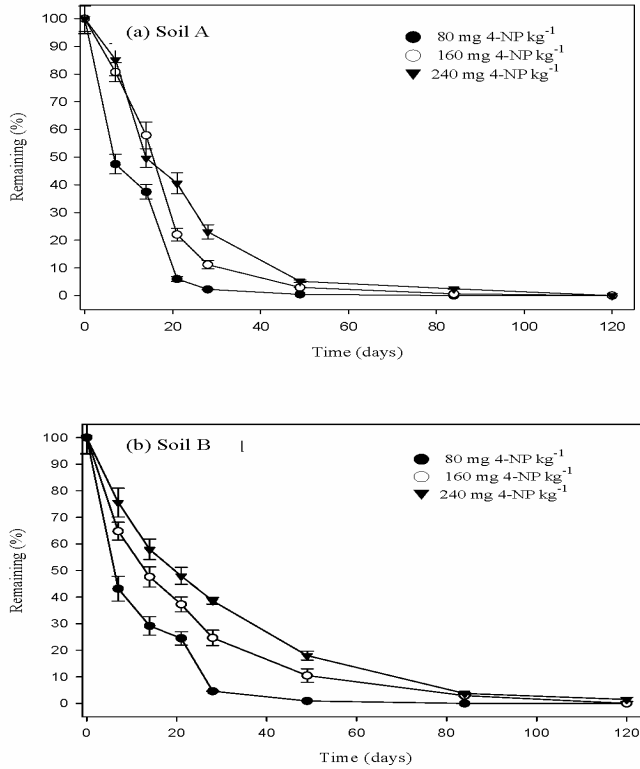 (a) Soil A
80 mg 4-NP kg⁻¹
160 mg 4-NP kg⁻¹
240 mg 4-NP kg⁻¹
100
90
80
70
60
50
40
30
20
10
0
Remaining (%)
0 20 40 60 80 100 120
Time (days)
(b) Soil B
80 mg 4-NP kg⁻¹
160 mg 4-NP kg⁻¹
240 mg 4-NP kg⁻¹
100
90
80
70
60
50
40
30
20
10
0
Remaining (%)
0 20 40 60 80 100 120
Time (days)